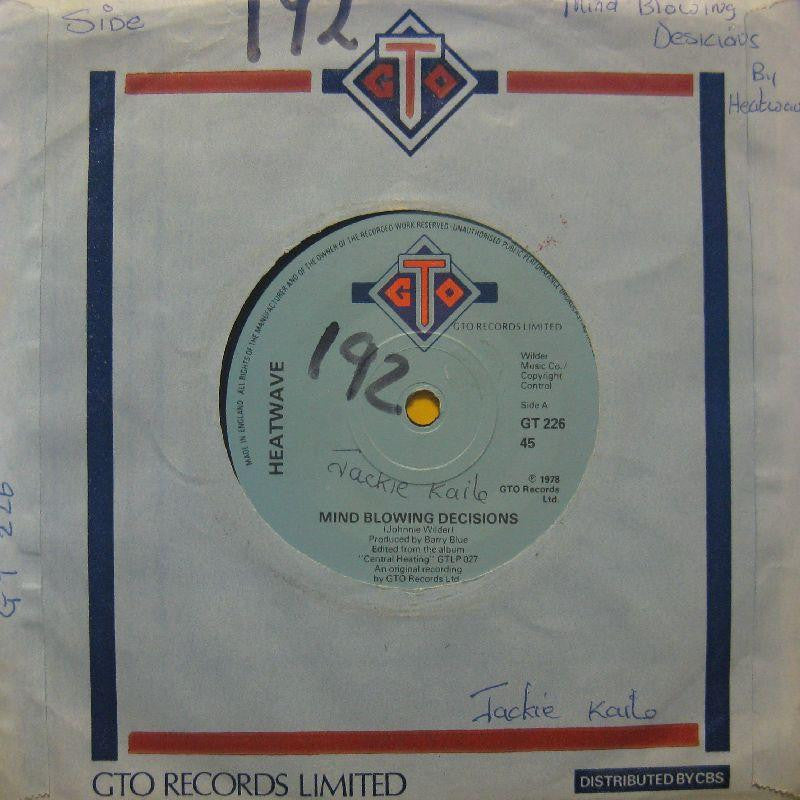 Side
192
Mind Blowing
Desicions
By
Heatwave
GTO
MADE IN ENGLAND ALL RIGHTS OF THE MANUFACTURER AND OF THE OWNER OF THE RECORDED WORK RESERVED · UNAUTHORISED PUBLIC PERFORMANCE
GTO
GTO RECORDS LIMITED
192
HEATWAVE
Wilder
Music Co./
Copyright
Control
Side A
GT 226
45
Jackie Kaile
℗ 1978
GTO Records
Ltd.
MIND BLOWING DECISIONS
(Johnnie Wilder)
Produced by Barry Blue
Edited from the album
"Central Heating" GTLP 027
An original recording
by GTO Records Ltd
GT 226
Jackie Kaile
GTO RECORDS LIMITED
DISTRIBUTED BY CBS